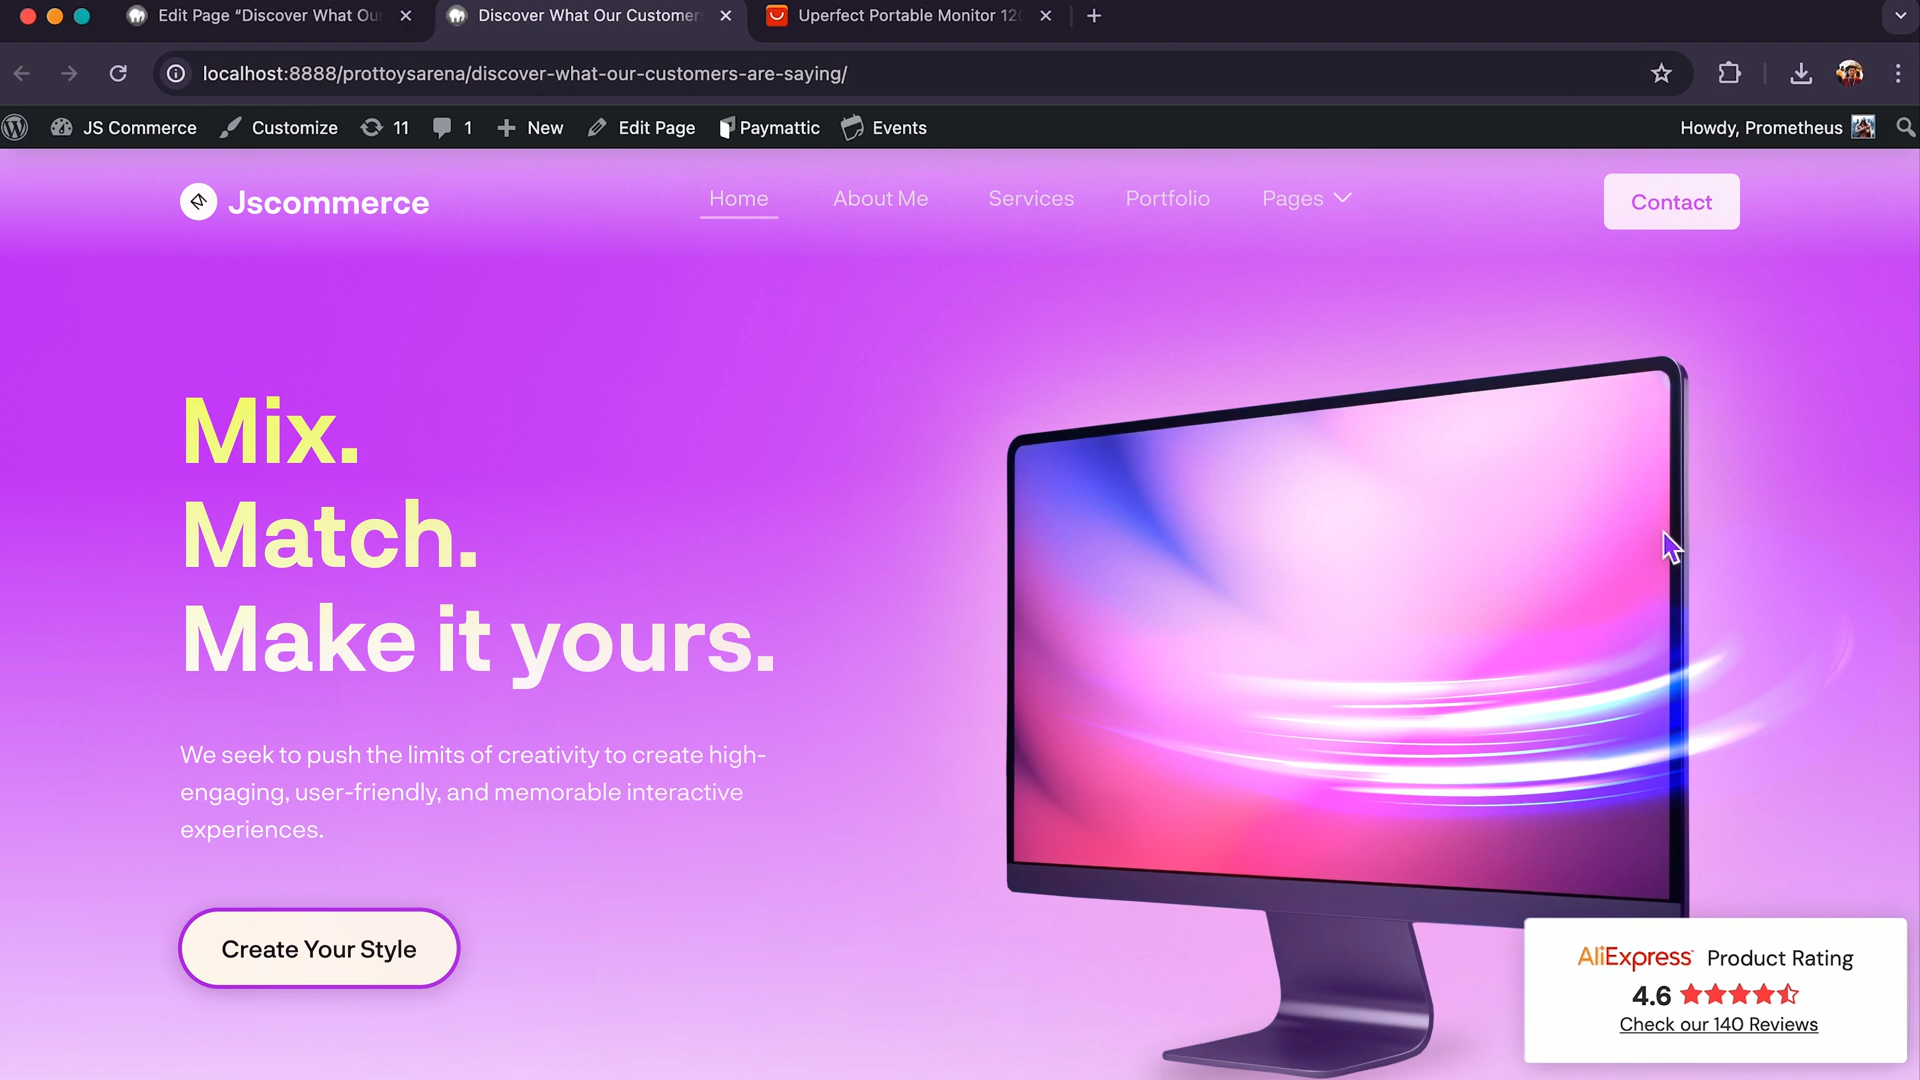 Edit Page “Discover What Ou
Discover What Our Customer
Uperfect Portable Monitor 120
localhost:8888/prottoysarena/discover-what-our-customers-are-saying/
JS Commerce
Customize
11
1
New
Edit Page
Paymattic
Events
Howdy, Prometheus
Jscommerce
Home
About Me
Services
Portfolio
Pages
Contact
Mix.
Match.
Make it yours.
We seek to push the limits of creativity to create high-
engaging, user-friendly, and memorable interactive
experiences.
Create Your Style
AliExpress Product Rating
4.6
Check our 140 Reviews